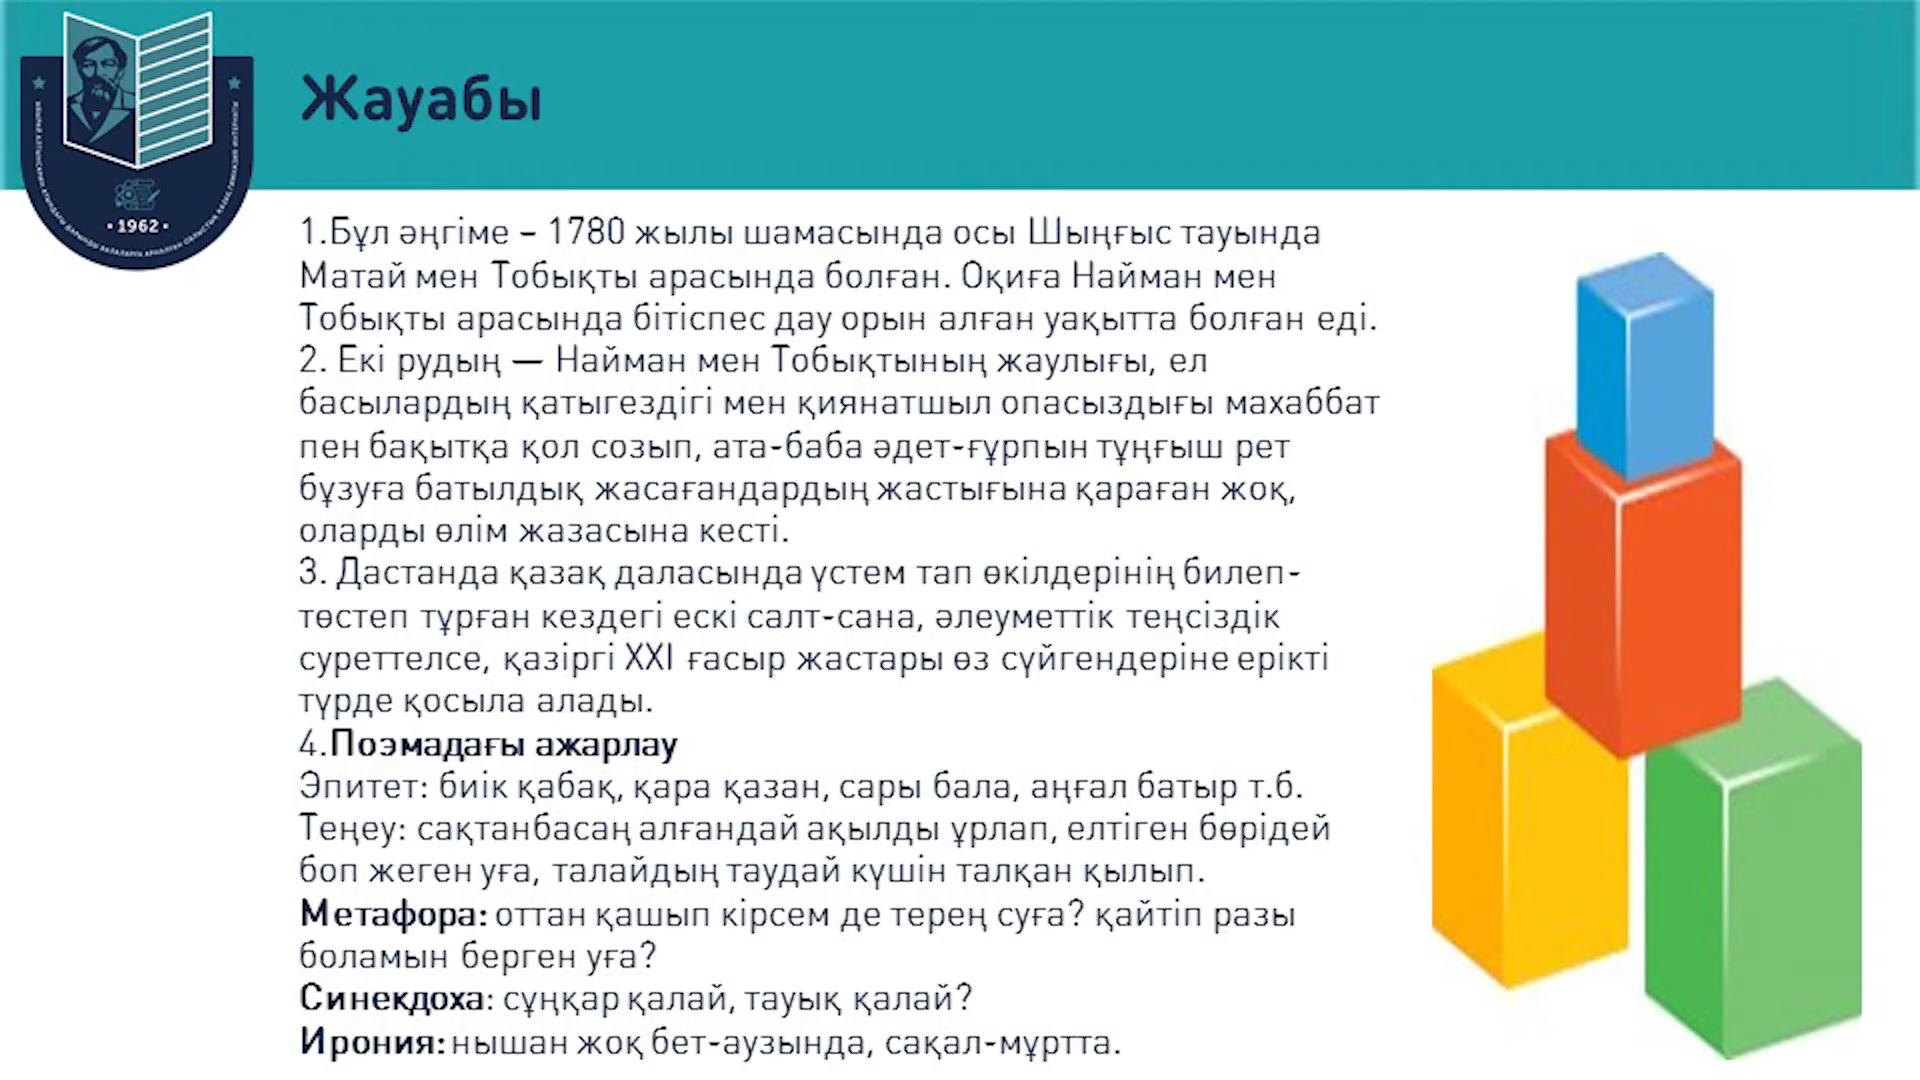 Жауабы
• 1962 •
1.Бұл әңгіме – 1780 жылы шамасында осы Шыңғыс тауында
Матай мен Тобықты арасында болған. Оқиға Найман мен
Тобықты арасында бітіспес дау орын алған уақытта болған еді.
2. Екі рудың — Найман мен Тобықтының жаулығы, ел
басылардың қатыгездігі мен қиянатшыл опасыздығы махаббат
пен бақытқа қол созып, ата-баба әдет-ғұрпын тұңғыш рет
бұзуға батылдық жасағандардың жастығына қараған жоқ,
оларды өлім жазасына кесті.
3. Дастанда қазақ даласында үстем тап өкілдерінің билеп-
төстеп тұрған кездегі ескі салт-сана, әлеуметтік теңсіздік
суреттелсе, қазіргі XXI ғасыр жастары өз сүйгендеріне ерікті
түрде қосыла алады.
4.Поэмадағы ажарлау
Эпитет: биік қабақ, қара қазан, сары бала, аңғал батыр т.б.
Теңеу: сақтанбасаң алғандай ақылды ұрлап, елтіген бөрідей
боп жеген уға, талайдың таудай күшін талқан қылып.
Метафора: оттан қашып кірсем де терең суға? қайтіп разы
боламын берген уға?
Синекдоха: сұңқар қалай, тауық қалай?
Ирония: нышан жоқ бет-аузында, сақал-мұртта.